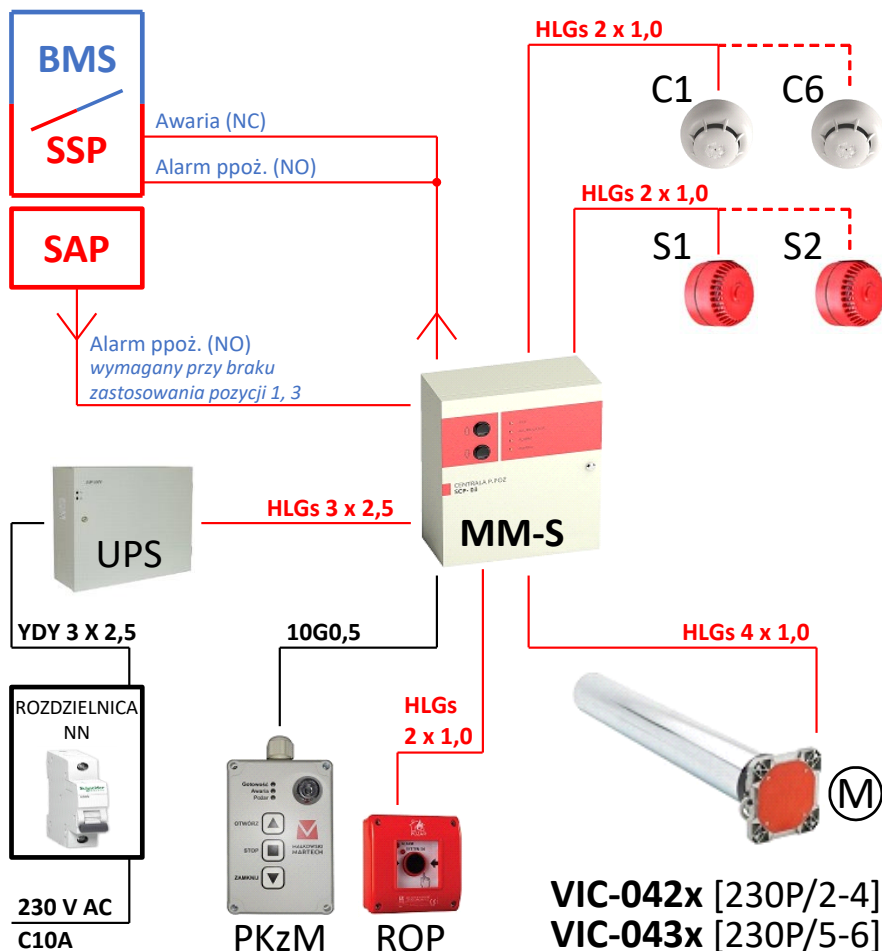 BMS
SSP
Awaria (NC)
Alarm ppoż. (NO)
SAP
Alarm ppoż. (NO)
wymagany przy braku
zastosowania pozycji 1, 3
HLGs 2 x 1,0
C1 C6
HLGs 2 x 1,0
S1 S2
CENTRALA P.POZ
MM-S
UPS
HLGs 3 x 2,5
YDY 3 X 2,5
10G0,5
HLGs 4 x 1,0
HLGs
2 x 1,0
ROZDZIELNICA
NN
Schneider
230 V AC
C10A
Gotowość
Awaria
Pożar
OTWÓRZ
STOP
ZAMKNIJ
MAŁKOWSKI
MARTECH
PKzM
ROP
M
VIC-042x [230P/2-4]
VIC-043x [230P/5-6]